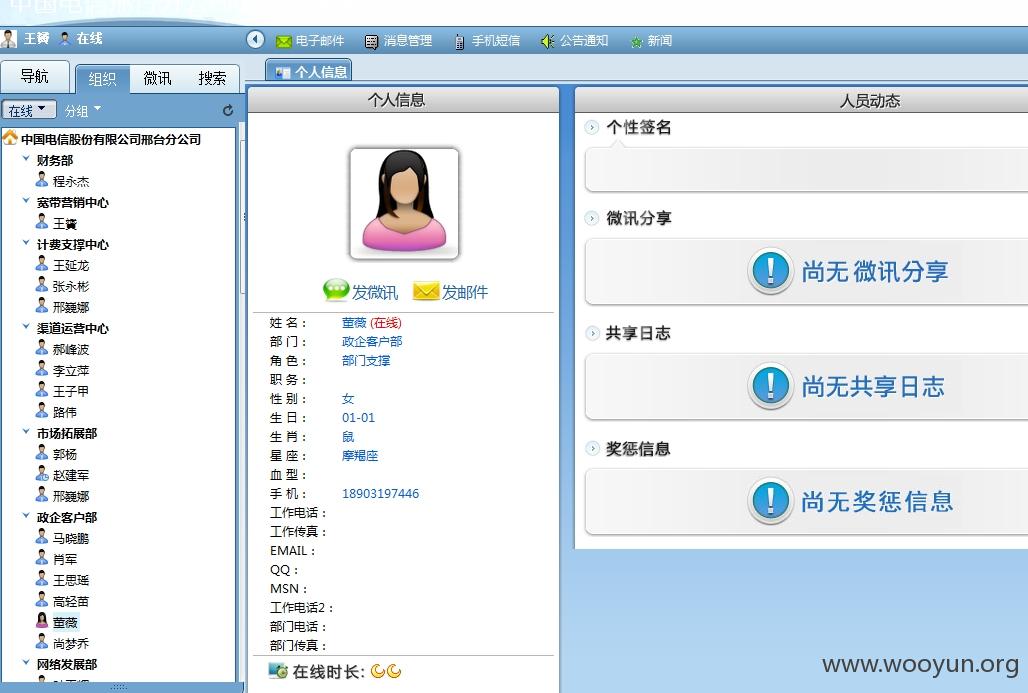 王赟 在线
电子邮件 消息管理 手机短信 公告通知 新闻
导航 组织 微讯 搜索
个人信息
在线 分组
中国电信股份有限公司邢台分公司
财务部
程永杰
宽带营销中心
计费支撑中心
王延龙
张永彬
邢巍娜
渠道运营中心
郝峰波
李立萍
王子甲
路伟
市场拓展部
郭杨
赵建军
邢巍娜
政企客户部
马晓鹏
肖军
王思瑶
高轻苗
董薇
尚梦乔
网络发展部
个人信息
发微讯 发邮件
姓 名： 董薇 (在线)
部 门： 政企客户部
角 色： 部门支撑
职 务：
性 别： 女
生 日： 01-01
生 肖： 鼠
星 座： 摩羯座
血 型：
手 机： 18903197446
工作电话：
工作传真：
EMAIL：
QQ：
MSN：
工作电话2：
部门电话：
部门传真：
在线时长:
人员动态
个性签名
微讯分享
尚无 微讯分享
共享日志
尚无共享日志
奖惩信息
尚无奖惩信息
www.wooyun.org